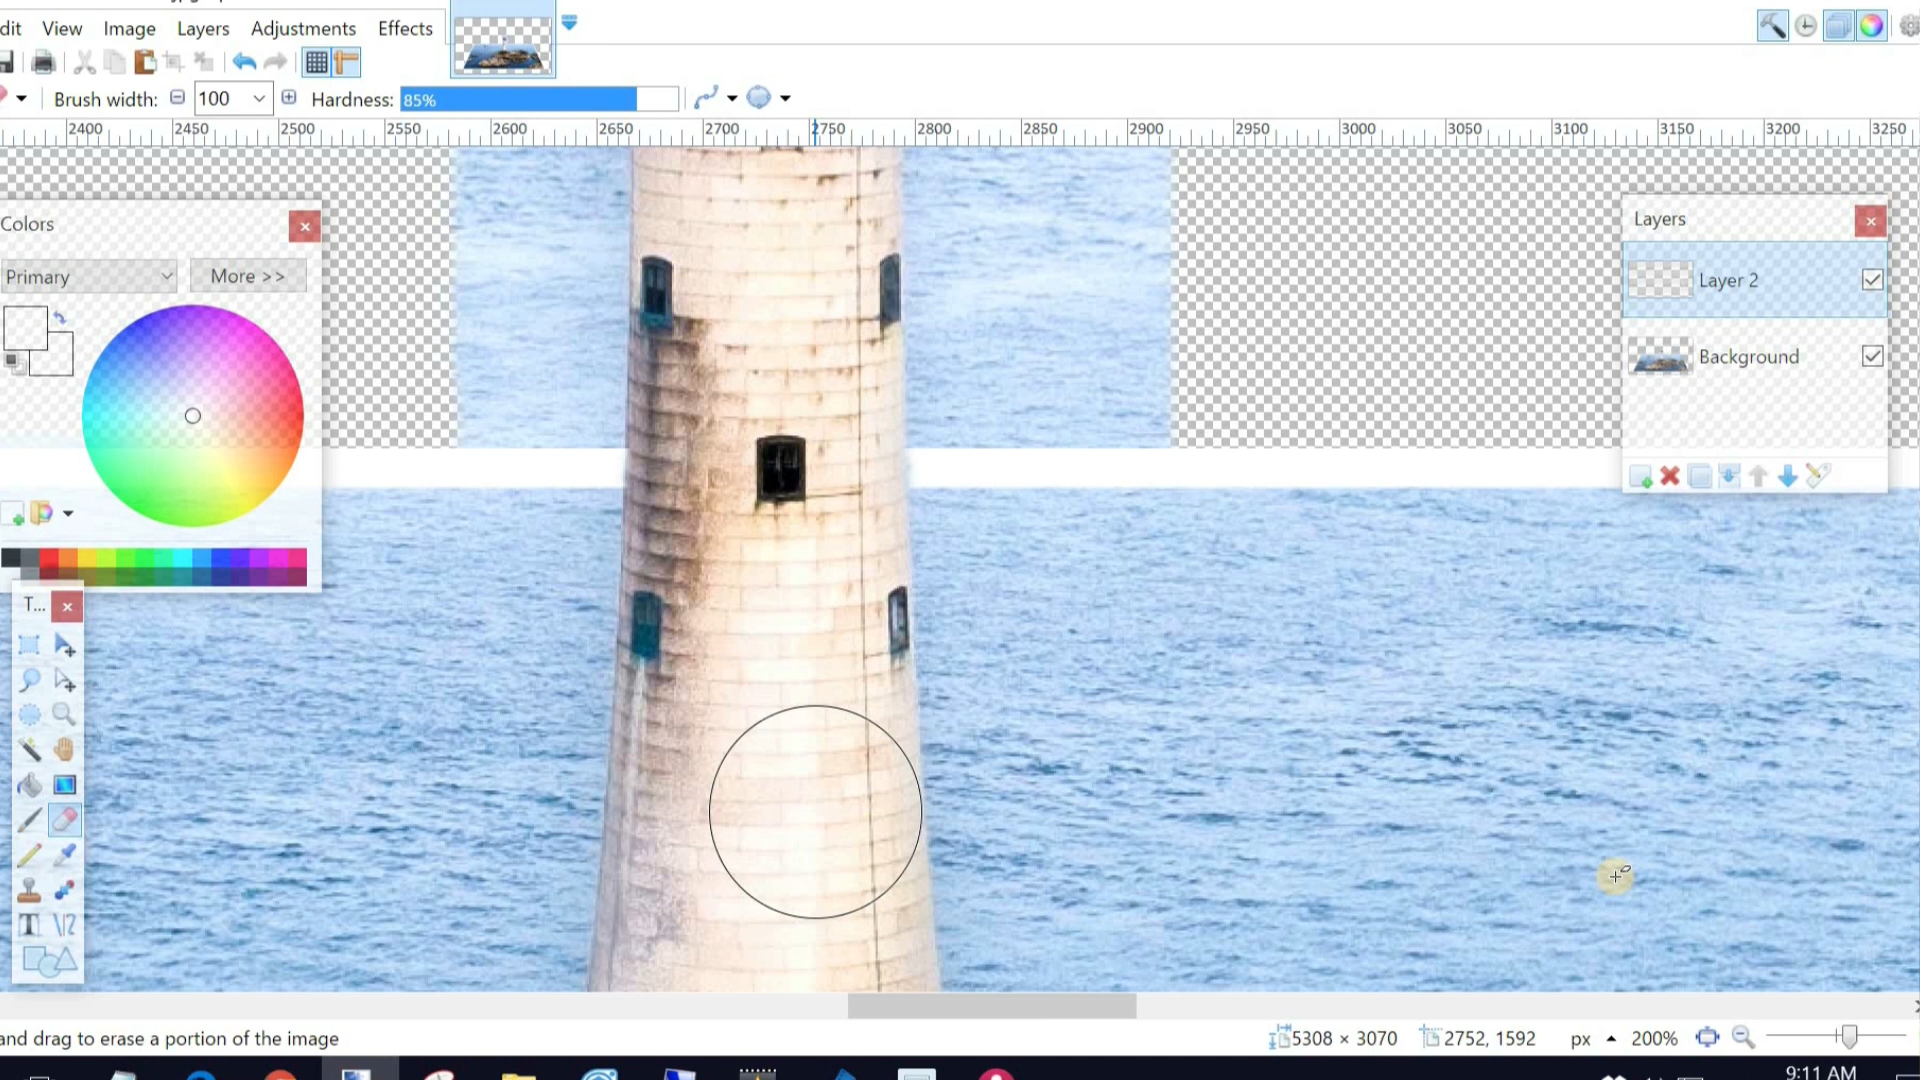 dit View Image Layers Adjustments Effects
Brush width: 100 Hardness: 85%
2400 2450 2500 2550 2600 2650 2700 2750 2800 2850 2900 2950 3000 3050 3100 3150 3200 3250
Colors
Primary More >>
T...
Layers
Layer 2
Background
and drag to erase a portion of the image
5308 × 3070 2752, 1592 px 200%
9:11 AM